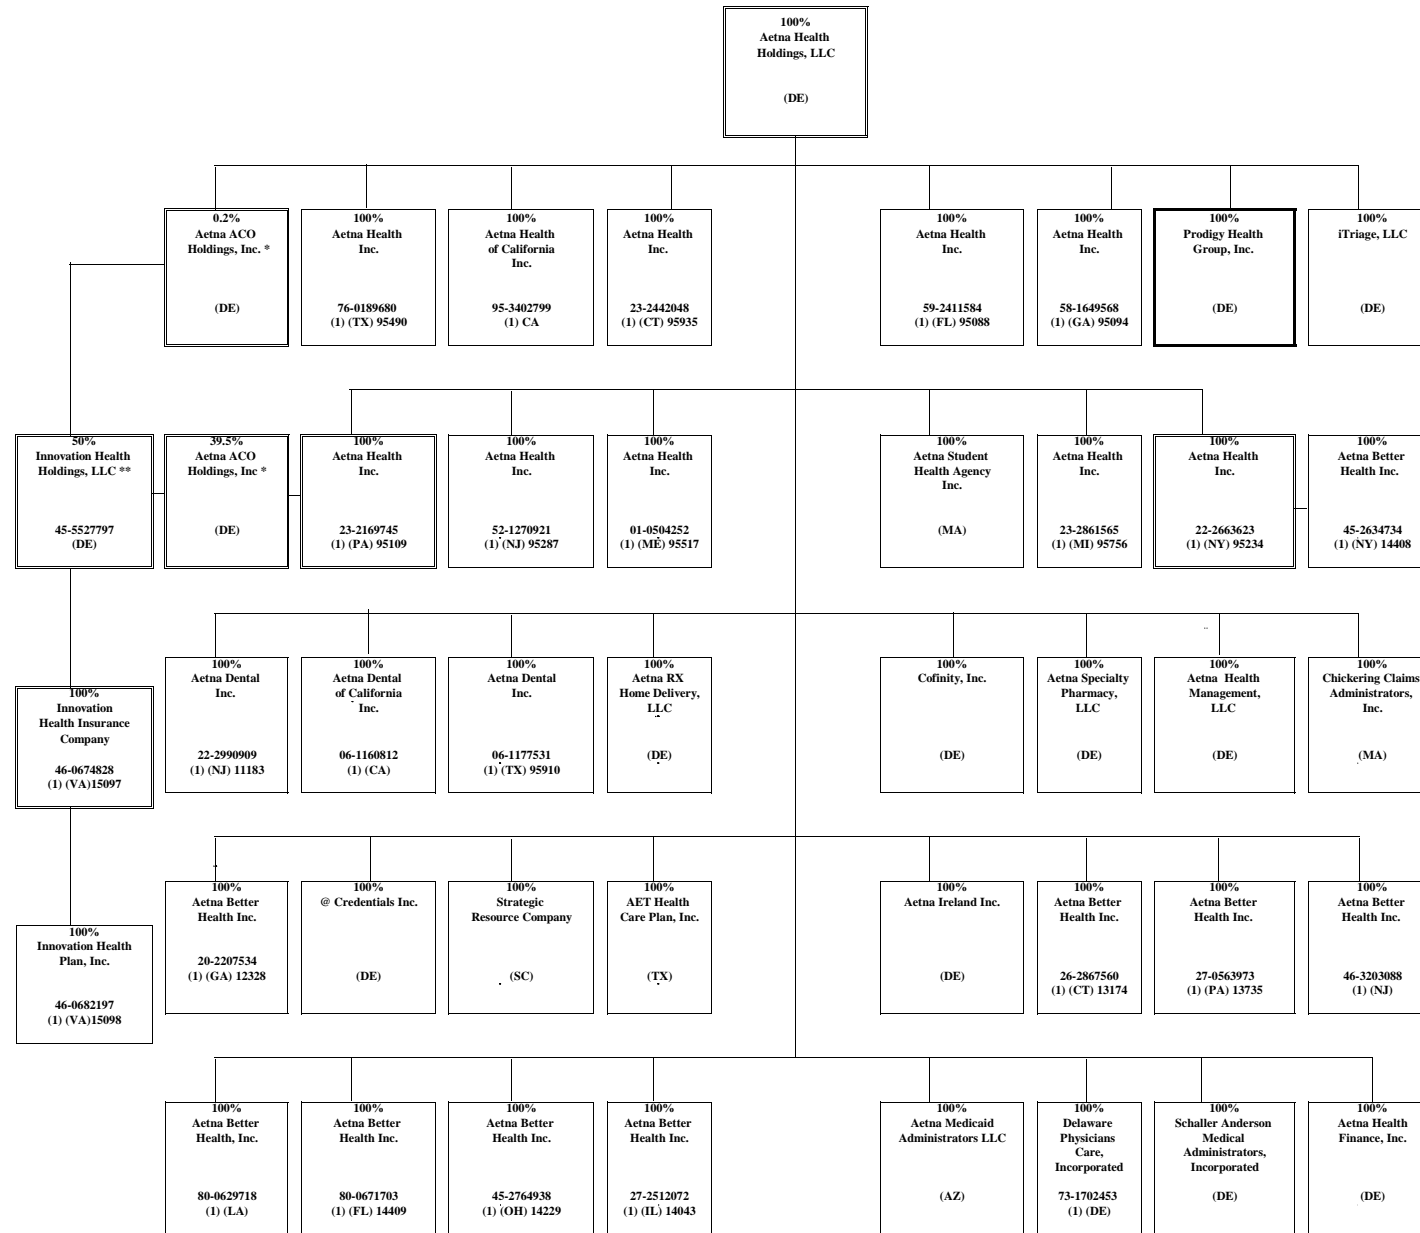 100%
Aetna Health
Holdings, LLC
(DE)
0.2%
Aetna ACO
Holdings, Inc. *
(DE)
100%
Aetna Health
Inc.
76-0189680
(1) (TX) 95490
100%
Aetna Health
of California
Inc.
95-3402799
(1) CA
100%
Aetna Health
Inc.
23-2442048
(1) (CT) 95935
100%
Aetna Health
Inc.
59-2411584
(1) (FL) 95088
100%
Aetna Health
Inc.
58-1649568
(1) (GA) 95094
100%
Prodigy Health
Group, Inc.
(DE)
100%
iTriage, LLC
(DE)
50%
Innovation Health
Holdings, LLC **
45-5527797
(DE)
39.5%
Aetna ACO
Holdings, Inc *
(DE)
100%
Aetna Health
Inc.
23-2169745
(1) (PA) 95109
100%
Aetna Health
Inc.
52-1270921
(1) (NJ) 95287
100%
Aetna Health
Inc.
01-0504252
(1) (ME) 95517
100%
Aetna Student
Health Agency
Inc.
(MA)
100%
Aetna Health
Inc.
23-2861565
(1) (MI) 95756
100%
Aetna Health
Inc.
22-2663623
(1) (NY) 95234
100%
Aetna Better
Health Inc.
45-2634734
(1) (NY) 14408
100%
Innovation
Health Insurance
Company
46-0674828
(1) (VA)15097
100%
Aetna Dental
Inc.
22-2990909
(1) (NJ) 11183
100%
Aetna Dental
of California
Inc.
06-1160812
(1) (CA)
100%
Aetna Dental
Inc.
06-1177531
(1) (TX) 95910
100%
Aetna RX
Home Delivery,
LLC
(DE)
100%
Cofinity, Inc.
(DE)
100%
Aetna Specialty
Pharmacy,
LLC
(DE)
100%
Aetna Health
Management,
LLC
(DE)
100%
Chickering Claims
Administrators,
Inc.
(MA)
100%
Innovation Health
Plan, Inc.
46-0682197
(1) (VA)15098
100%
Aetna Better
Health Inc.
20-2207534
(1) (GA) 12328
100%
@ Credentials Inc.
(DE)
100%
Strategic
Resource Company
(SC)
100%
AET Health
Care Plan, Inc.
(TX)
100%
Aetna Ireland Inc.
(DE)
100%
Aetna Better
Health Inc.
26-2867560
(1) (CT) 13174
100%
Aetna Better
Health Inc.
27-0563973
(1) (PA) 13735
100%
Aetna Better
Health Inc.
46-3203088
(1) (NJ)
100%
Aetna Better
Health, Inc.
80-0629718
(1) (LA)
100%
Aetna Better
Health Inc.
80-0671703
(1) (FL) 14409
100%
Aetna Better
Health Inc.
45-2764938
(1) (OH) 14229
100%
Aetna Better
Health Inc.
27-2512072
(1) (IL) 14043
100%
Aetna Medicaid
Administrators LLC
(AZ)
100%
Delaware
Physicians
Care,
Incorporated
73-1702453
(1) (DE)
100%
Schaller Anderson
Medical
Administrators,
Incorporated
(DE)
100%
Aetna Health
Finance, Inc.
(DE)